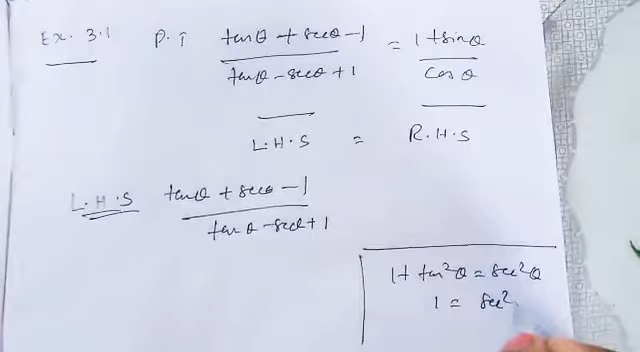 Ex. 3.1 P.T tanθ + secθ - 1 = 1 + sinθ
tanθ - secθ + 1 cosθ
L.H.S = R.H.S
L.H.S tanθ + secθ - 1
tanθ - secθ + 1
1 + tan²θ = sec²θ
1 = sec²